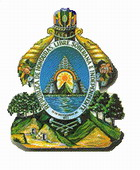 REPUBLICA DE HONDURAS, LIBRE, SOBERANA E INDEPENDIENTE